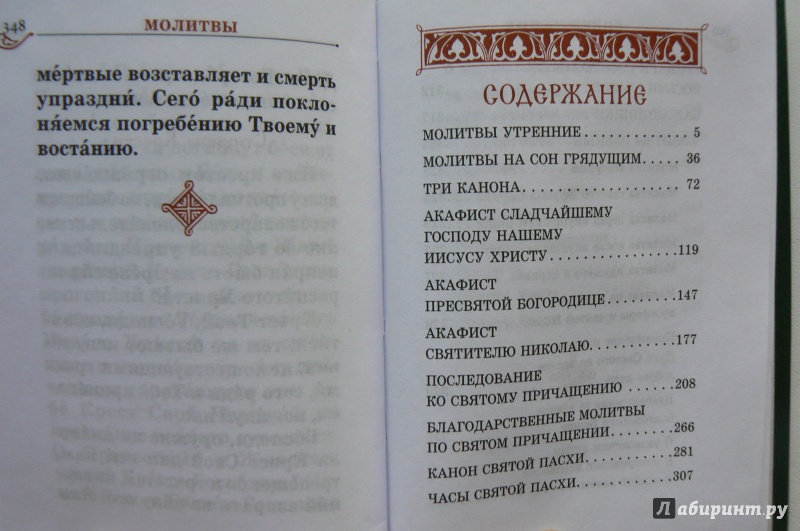 348
МОЛИТВЫ
ме́ртвые возставляет и смерть
упраздни́. Сего́ ра́ди покло-
ня́емся погребе́нию Твоему́ и
воста́нию.
СОДЕРЖАНИЕ
МОЛИТВЫ УТРЕННИЕ . . . . . . . . . . . . 5
МОЛИТВЫ НА СОН ГРЯДУЩИМ. . . . . 36
ТРИ КАНОНА . . . . . . . . . . . . . . . . . . . . 72
АКАФИСТ СЛАДЧАЙШЕМУ
ГОСПОДУ НАШЕМУ
ИИСУСУ ХРИСТУ . . . . . . . . . . . . . . . .119
АКАФИСТ
ПРЕСВЯТОЙ БОГОРОДИЦЕ . . . . . . . . .147
АКАФИСТ
СВЯТИТЕЛЮ НИКОЛАЮ. . . . . . . . . . .177
ПОСЛЕДОВАНИЕ
КО СВЯТОМУ ПРИЧАЩЕНИЮ . . . . . . 208
БЛАГОДАРСТВЕННЫЕ МОЛИТВЫ
ПО СВЯТОМ ПРИЧАЩЕНИИ. . . . . . . . 266
КАНОН СВЯТОЙ ПАСХИ . . . . . . . . . . . 281
ЧАСЫ СВЯТОЙ ПАСХИ. . . . . . . . . . . . 307
Лабиринт.ру